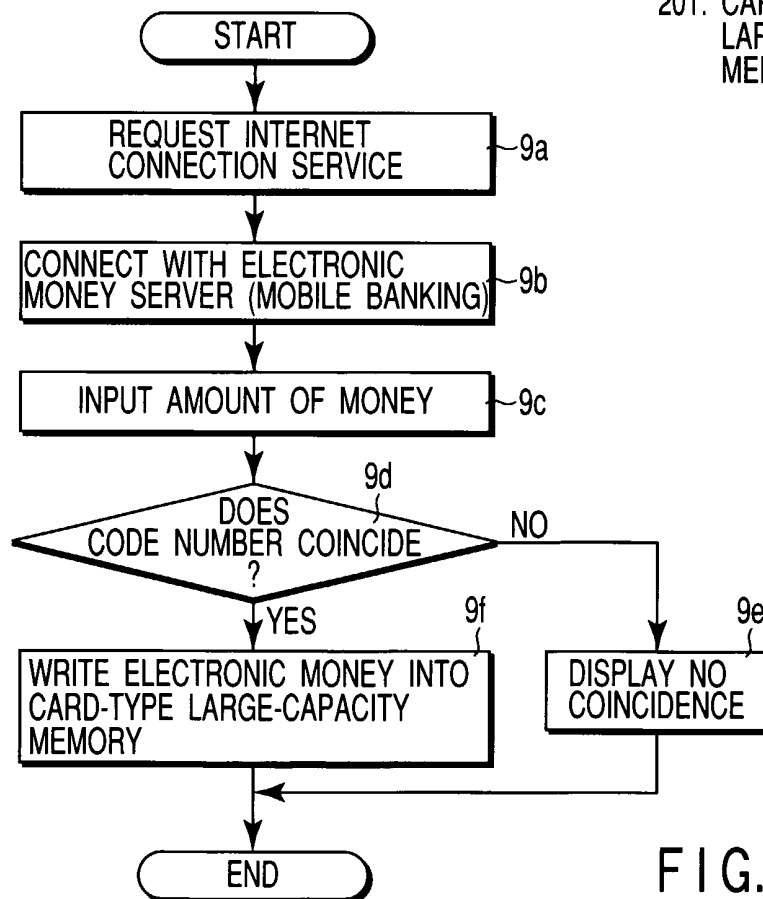 201:
START
REQUEST INTERNET
CONNECTION SERVICE
9a
CONNECT WITH ELECTRONIC
MONEY SERVER (MOBILE BANKING)
9b
INPUT AMOUNT OF MONEY
9c
9d
DOES
CODE NUMBER COINCIDE
?
NO
YES
9f
9e
WRITE ELECTRONIC MONEY INTO
CARD-TYPE LARGE-CAPACITY
MEMORY
DISPLAY NO
COINCIDENCE
END
FIG.